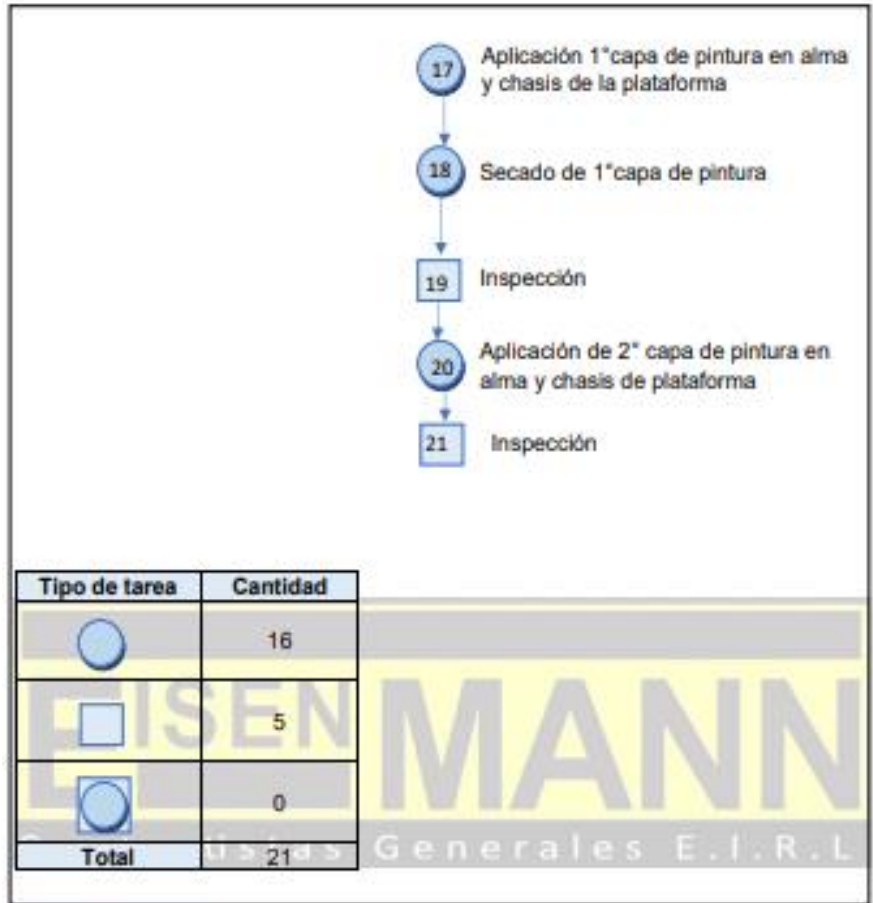 17
Aplicación 1°capa de pintura en alma
y chasis de la plataforma
18
Secado de 1°capa de pintura
19
Inspección
20
Aplicación de 2° capa de pintura en
alma y chasis de plataforma
21
Inspección
Tipo de tarea Cantidad
16
5
0
Total 21
EISENMANN
Generales E.I.R.L